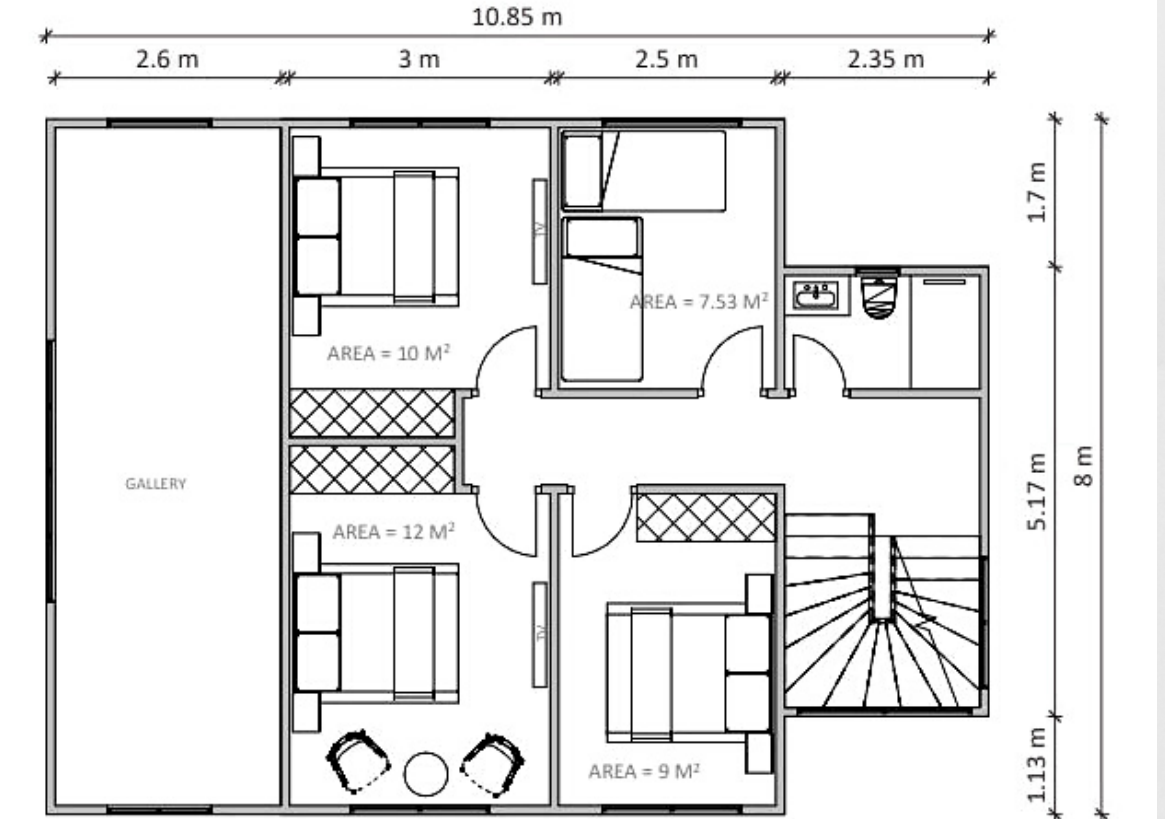 10.85 m
2.6 m
3 m
2.5 m
2.35 m
1.7 m
TV
AREA = 7.53 M²
AREA = 10 M²
GALLERY
5.17 m
8 m
AREA = 12 M²
TV
AREA = 9 M²
1.13 m